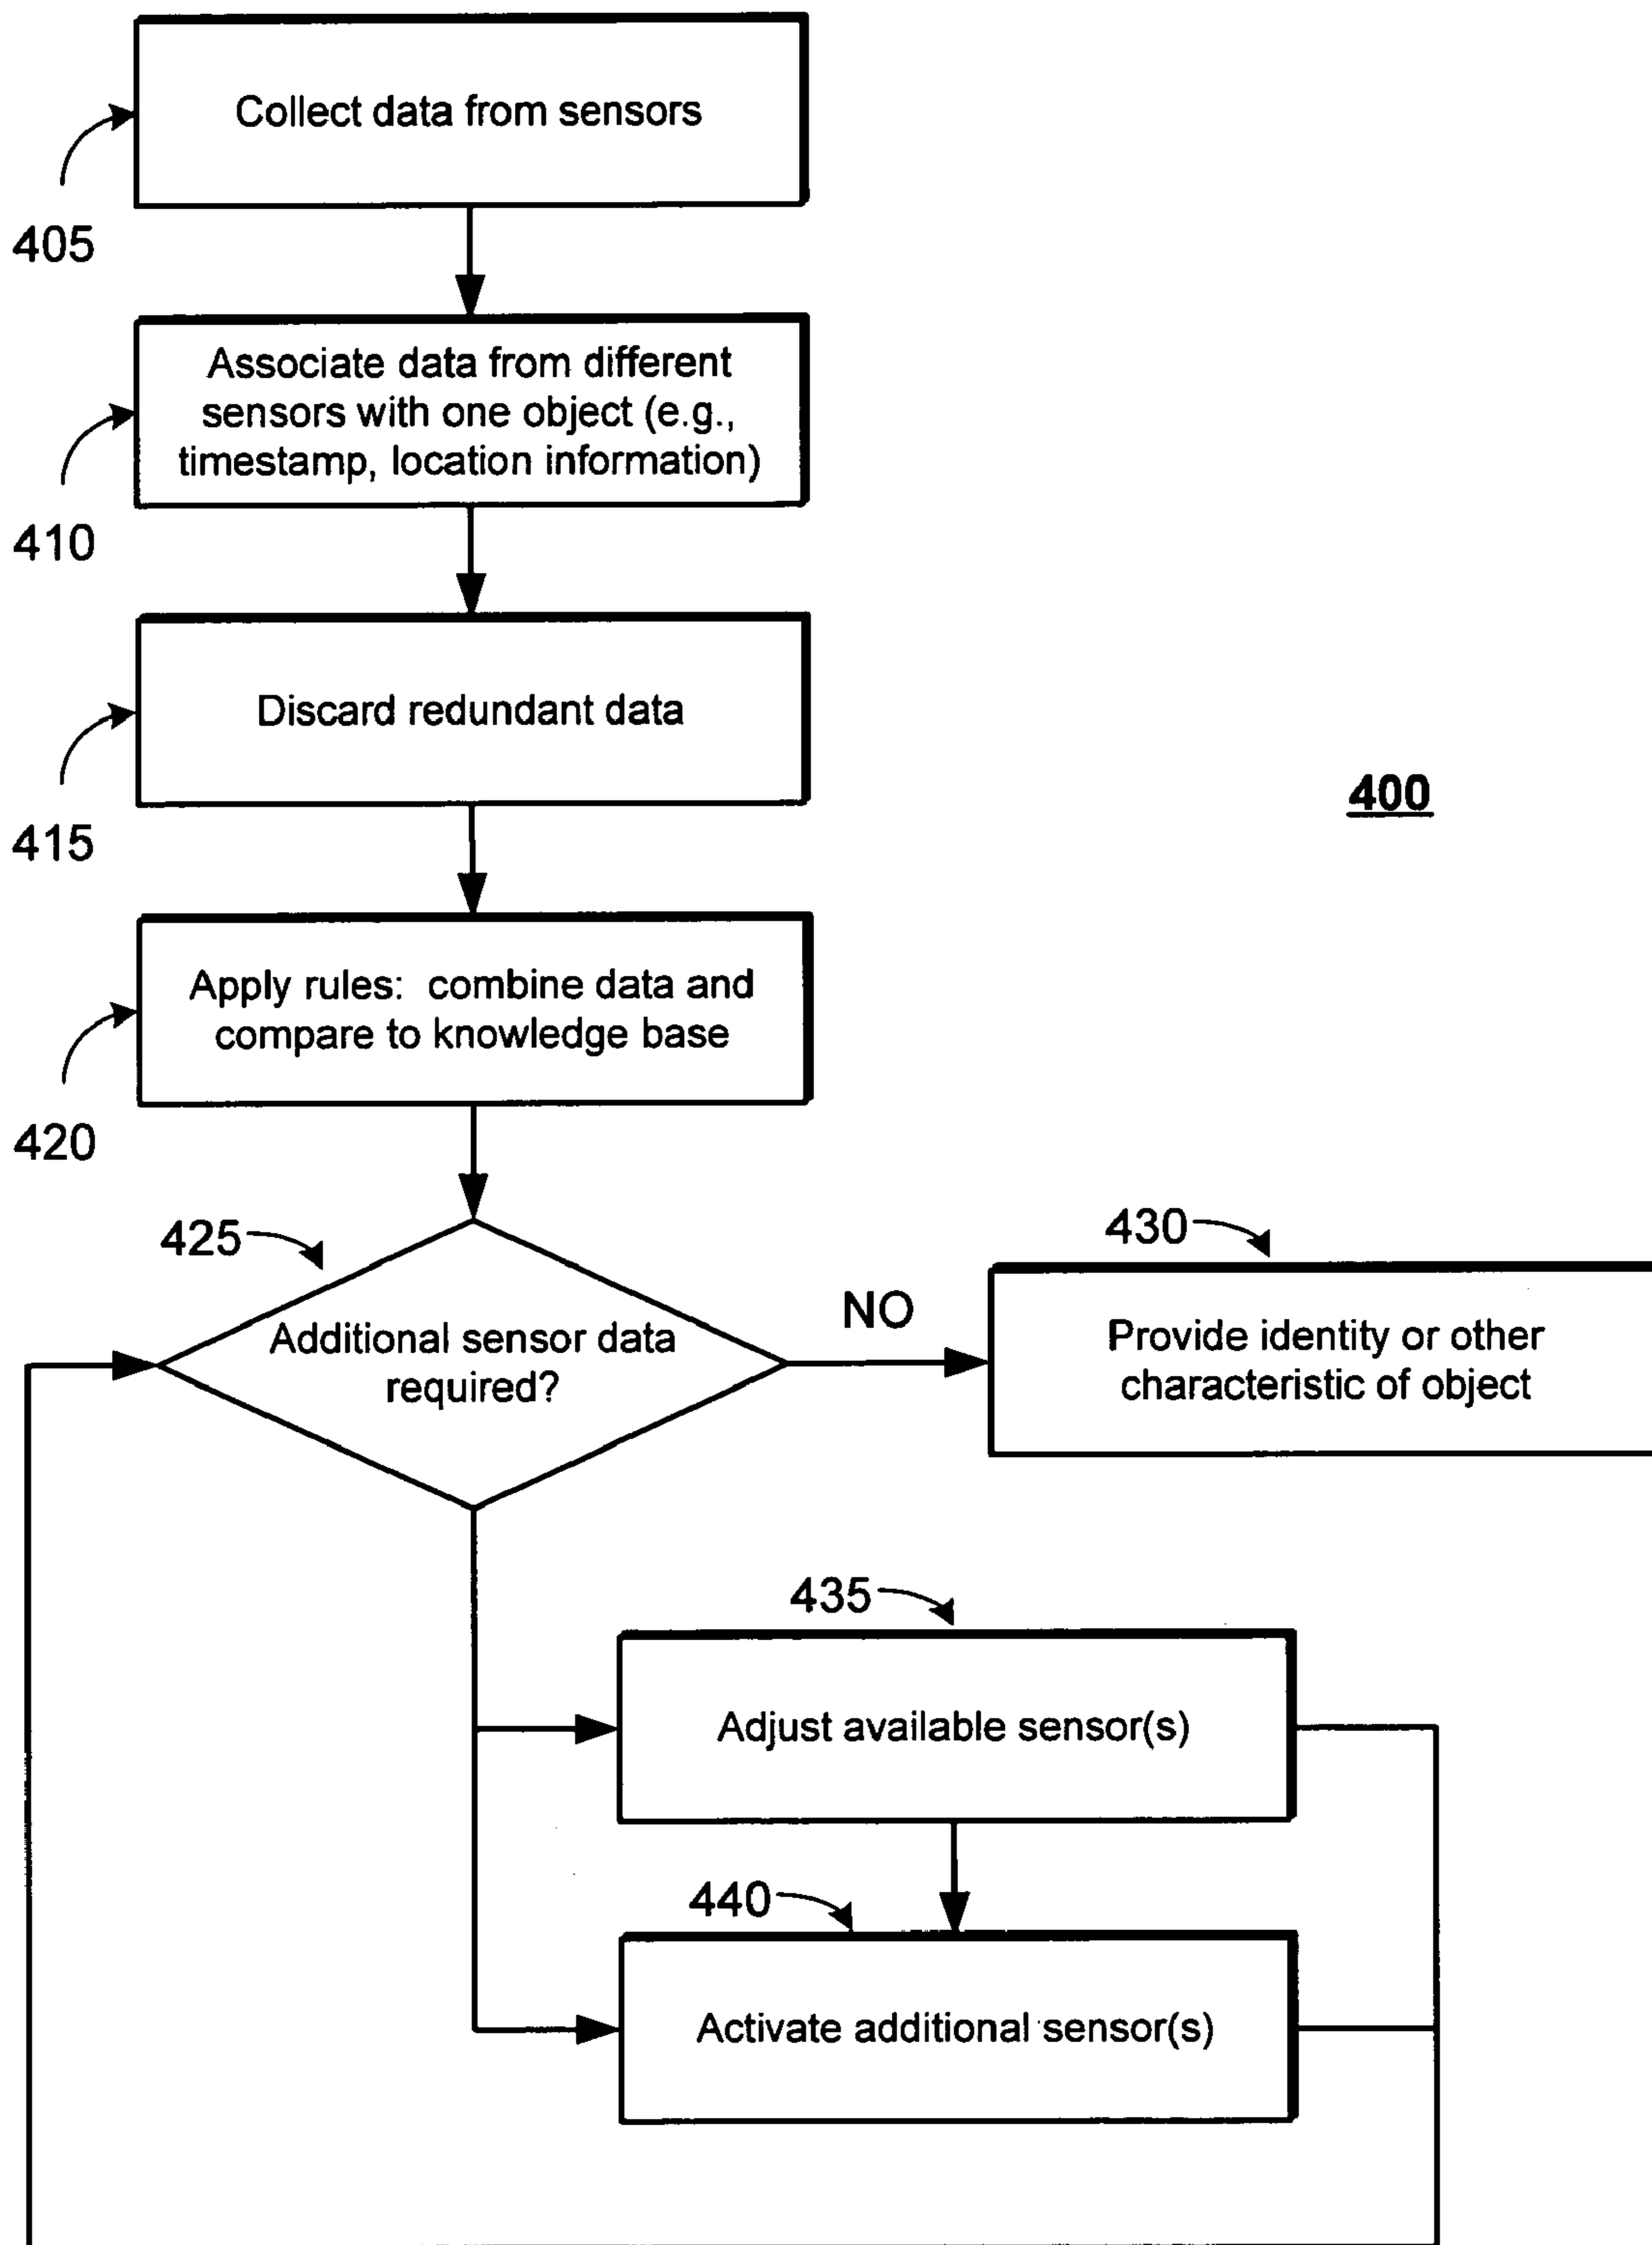 Collect data from sensors
405
Associate data from different
sensors with one object (e.g.,
timestamp, location information)
410
Discard redundant data
400
415
Apply rules: combine data and
compare to knowledge base
420
425
430
NO
Additional sensor data
required?
Provide identity or other
characteristic of object
435
Adjust available sensor(s)
440
Activate additional sensor(s)